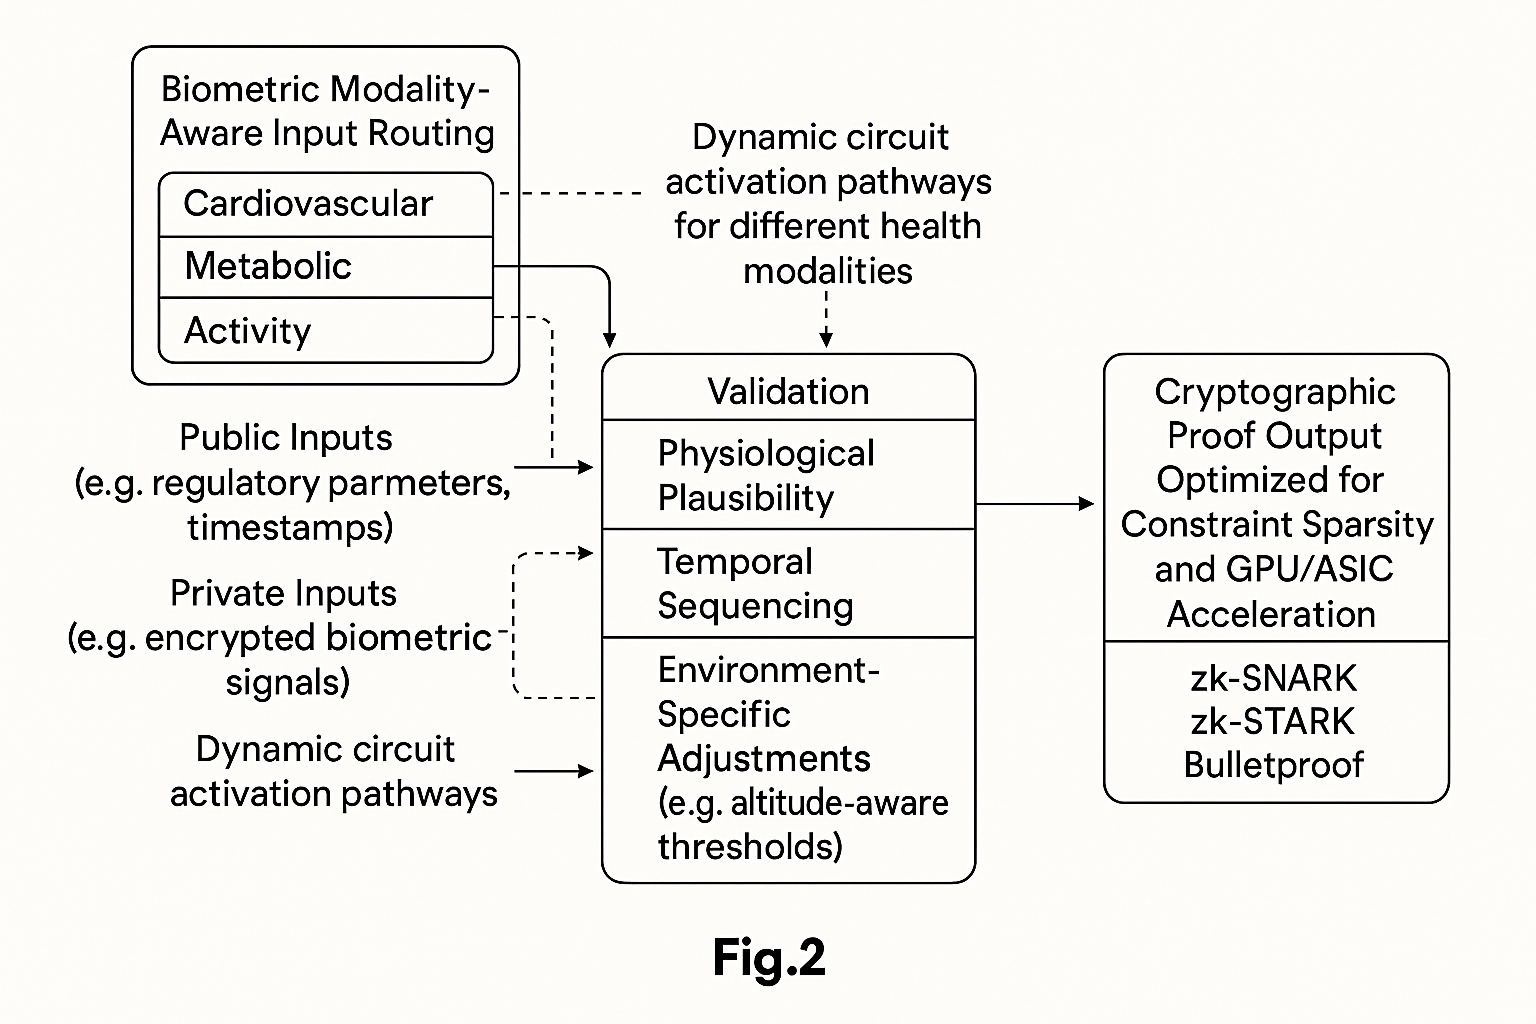 Biometric Modality-
Aware Input Routing
Cardiovascular
Metabolic
Activity
Dynamic circuit
activation pathways
for different health
modalities
Public Inputs
(e.g. regulatory parmeters,
timestamps)
Private Inputs
(e.g. encrypted biometric
signals)
Dynamic circuit
activation pathways
Validation
Physiological
Plausibility
Temporal
Sequencing
Environment-
Specific
Adjustments
(e.g. altitude-aware
thresholds)
Cryptographic
Proof Output
Optimized for
Constraint Sparsity
and GPU/ASIC
Acceleration
zk-SNARK
zk-STARK
Bulletproof
Fig.2